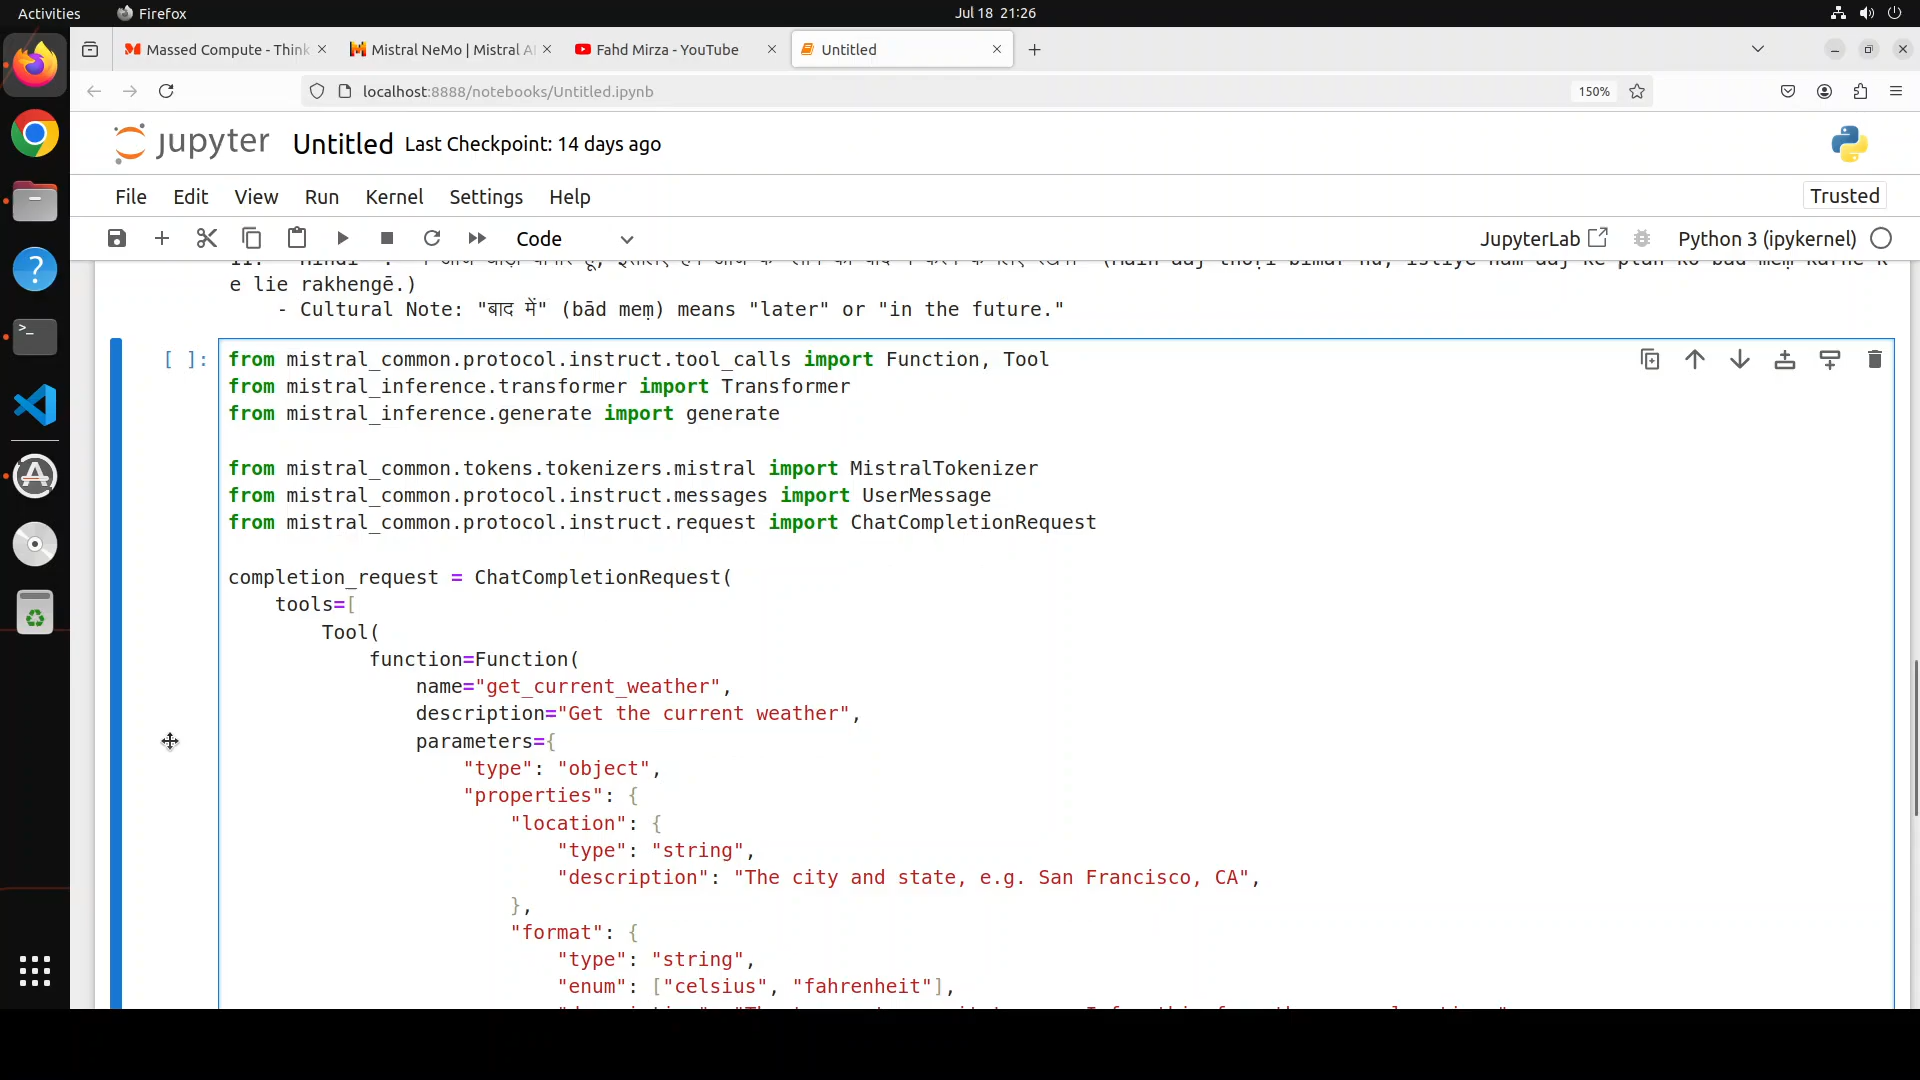 Activities
Firefox
Jul 18 21:26
Massed Compute - Think
Mistral NeMo | Mistral A
Fahd Mirza - YouTube
Untitled
localhost:8888/notebooks/Untitled.ipynb
150%
jupyter
Untitled
Last Checkpoint: 14 days ago
File Edit View Run Kernel Settings Help
Trusted
Code
JupyterLab
Python 3 (ipykernel)
e lie rakhengē.)
- Cultural Note: "बाद में" (bād meṃ) means "later" or "in the future."
[ ]:
from mistral_common.protocol.instruct.tool_calls import Function, Tool
from mistral_inference.transformer import Transformer
from mistral_inference.generate import generate
from mistral_common.tokens.tokenizers.mistral import MistralTokenizer
from mistral_common.protocol.instruct.messages import UserMessage
from mistral_common.protocol.instruct.request import ChatCompletionRequest
completion_request = ChatCompletionRequest(
tools=[
Tool(
function=Function(
name="get_current_weather",
description="Get the current weather",
parameters={
"type": "object",
"properties": {
"location": {
"type": "string",
"description": "The city and state, e.g. San Francisco, CA",
},
"format": {
"type": "string",
"enum": ["celsius", "fahrenheit"],